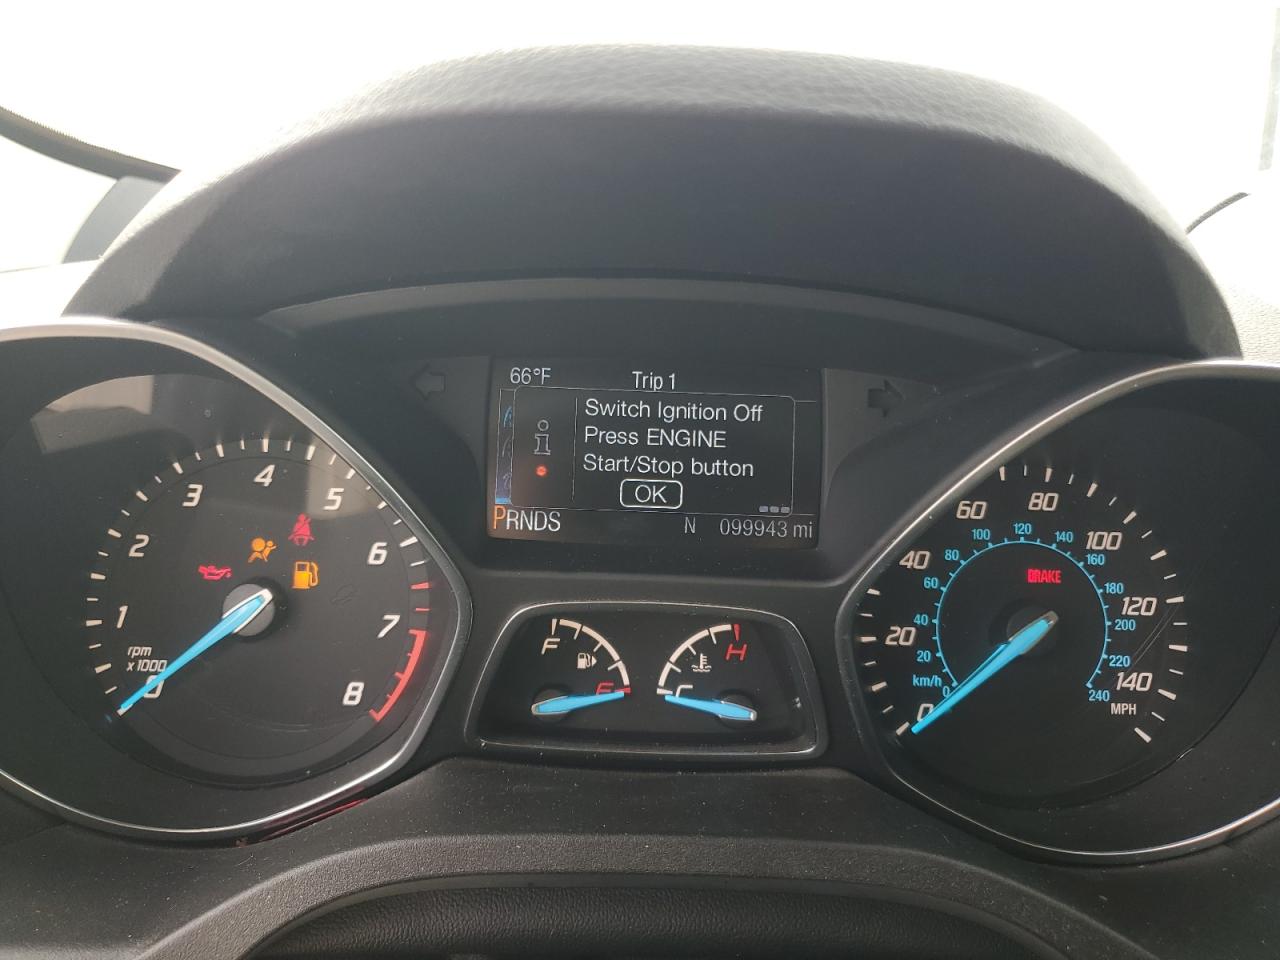 66°F Trip 1
Switch Ignition Off
Press ENGINE
Start/Stop button
OK
PRNDS N 099943 mi
0 1 2 3 4 5 6 7 8
rpm
x1000
F
E
H
C
BRAKE
0 20 40 60 80 100 120 140
MPH
0 20 40 60 80 100 120 140 160 180 200 220 240
km/h